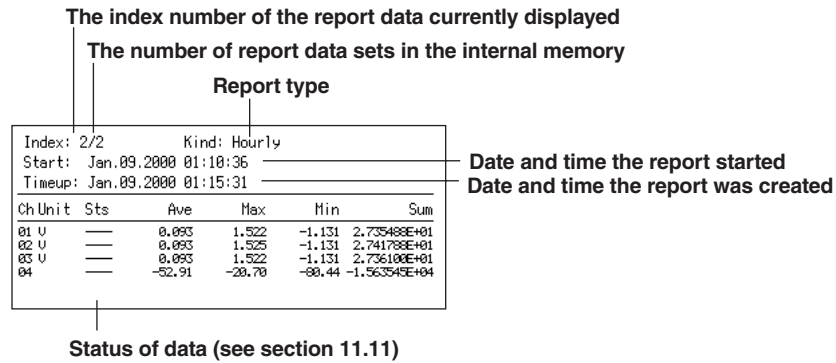 The index number of the report data currently displayed
The number of report data sets in the internal memory
Report type
Index: 2/2 Kind: Hourly
Start: Jan.09.2000 01:10:36
Date and time the report started
Timeup: Jan.09.2000 01:15:31
Date and time the report was created
Ch Unit Sts Ave Max Min Sum
01 V —— 0.093 1.522 -1.131 2.735488E+01
02 V —— 0.093 1.525 -1.131 2.741788E+01
03 V —— 0.093 1.522 -1.131 2.736100E+01
04 —— -52.91 -20.70 -80.44 -1.563545E+04
Status of data (see section 11.11)